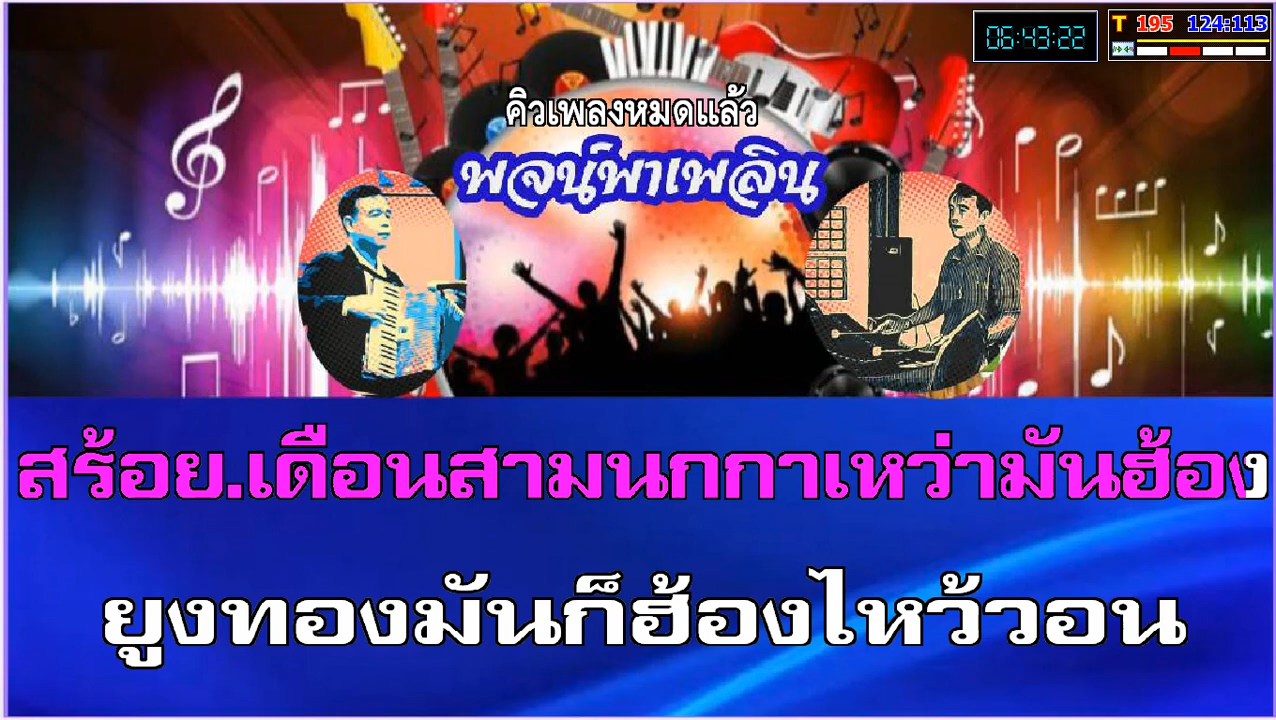 06:43:22
T 195 124:113
คิวเพลงหมดแล้ว
พจน์พาเพลิน
สร้อย.เดือนสามนกกาเหว่ามันฮ้อง
ยูงทองมันก็ฮ้องไหว้วอน